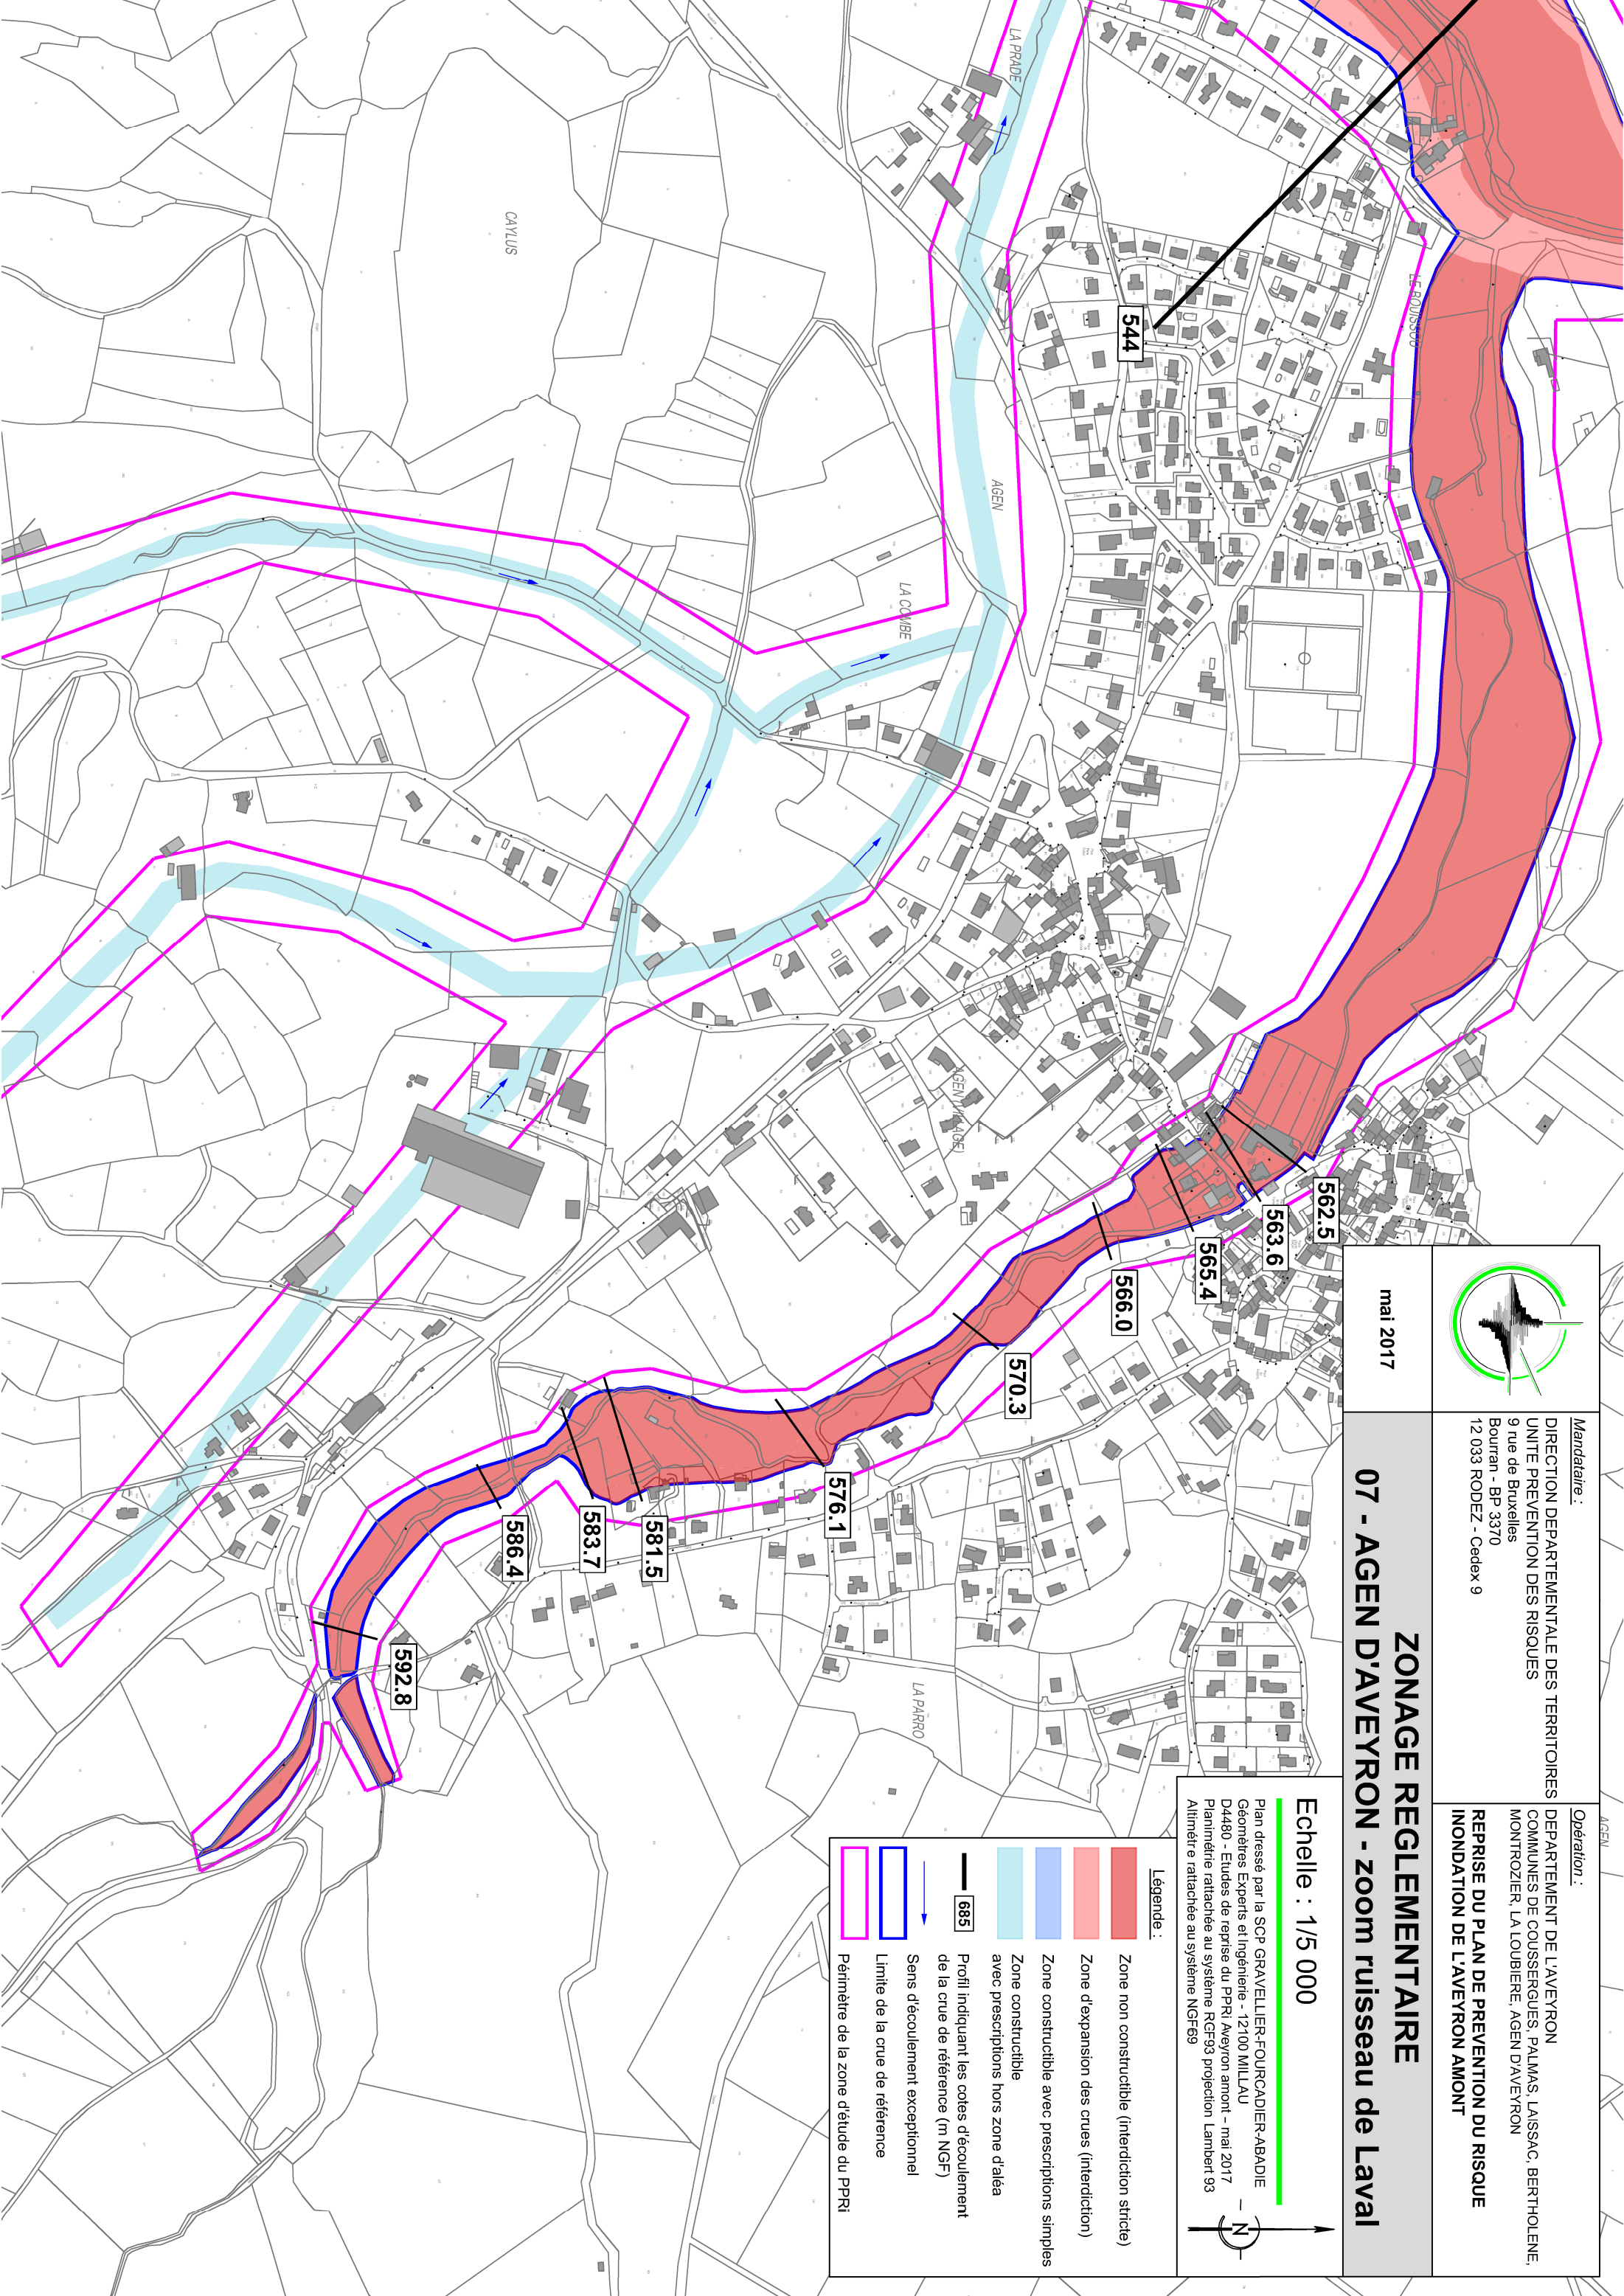 Mandataire :
DIRECTION DEPARTEMENTALE DES TERRITOIRES
UNITE PREVENTION DES RISQUES
9 rue de Bruxelles
Bourran - BP 3370
12 033 RODEZ - Cedex 9
Opération :
DEPARTEMENT DE L'AVEYRON
COMMUNES DE COUSSERGUES, PALMAS, LAISSAC, BERTHOLENE,
MONTROZIER, LA LOUBIERE, AGEN D'AVEYRON
REPRISE DU PLAN DE PREVENTION DU RISQUE
INONDATION DE L'AVEYRON AMONT
mai 2017
ZONAGE REGLEMENTAIRE
07 - AGEN D'AVEYRON - zoom ruisseau de Laval
Echelle : 1/5 000
Plan dressé par la SCP GRAVELLIER-FOURCADIER-ABADIE
Géomètres Experts et Ingénierie - 12100 MILLAU
D4480 - Etudes de reprise du PPRi Aveyron amont - mai 2017
Planimétrie rattachée au système RGF93 projection Lambert 93
Altimétrie rattachée au système NGF69
N
Légende :
Zone non constructible (interdiction stricte)
Zone d'expansion des crues (interdiction)
Zone constructible avec prescriptions simples
Zone constructible
avec prescriptions hors zone d'aléa
685
Profil indiquant les cotes d'écoulement
de la crue de référence (m NGF)
Sens d'écoulement exceptionnel
Limite de la crue de référence
Périmètre de la zone d'étude du PPRi
AGEN
LE BOUISSOU
LA PRADE
CAYLUS
AGEN
LA COMBE
AGEN (VILLAGE)
LA PARRO
544
562.5
563.6
565.4
566.0
570.3
576.1
581.5
583.7
586.4
592.8